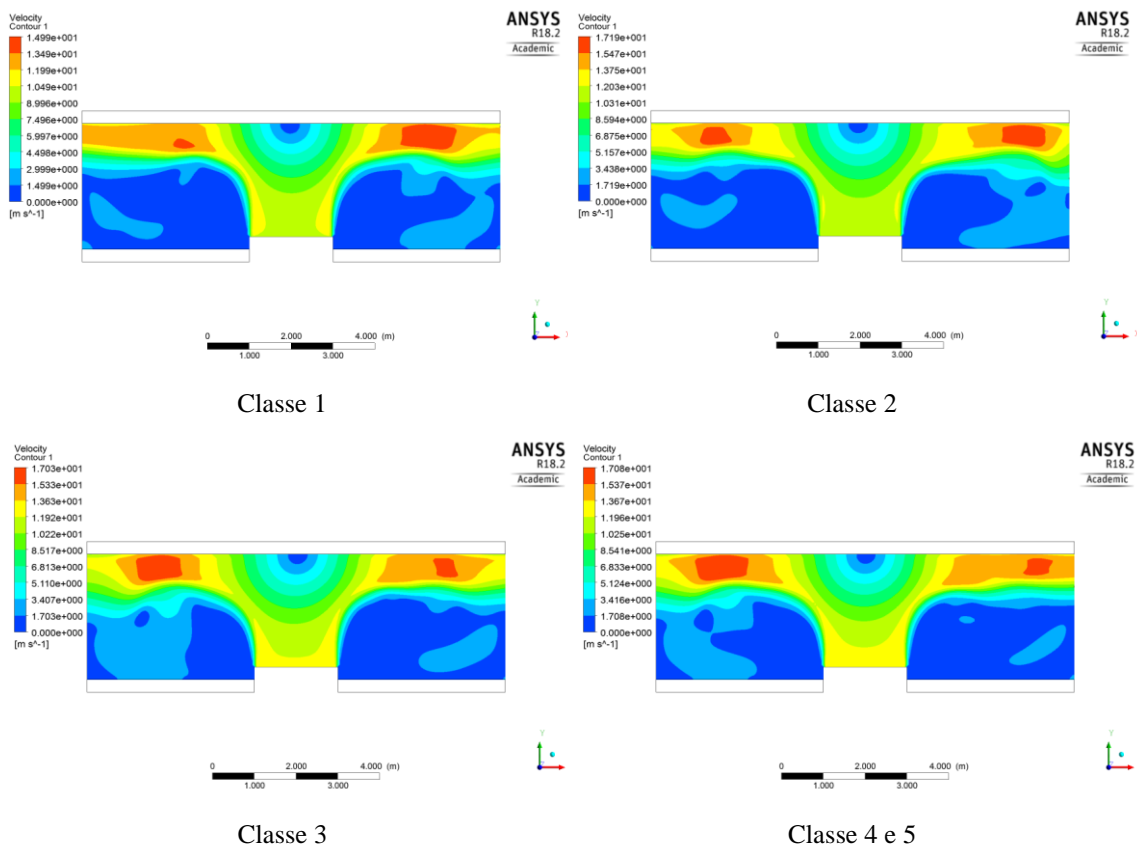 Velocity
Contour 1
1.499e+001
1.349e+001
1.199e+001
1.049e+001
8.996e+000
7.496e+000
5.997e+000
4.498e+000
2.999e+000
1.499e+000
0.000e+000
[m s^-1]
ANSYS
R18.2
Academic
0 2.000 4.000 (m)
1.000 3.000
Y
Classe 1
Velocity
Contour 1
1.719e+001
1.547e+001
1.375e+001
1.203e+001
1.031e+001
8.594e+000
6.875e+000
5.157e+000
3.438e+000
1.719e+000
0.000e+000
[m s^-1]
ANSYS
R18.2
Academic
0 2.000 4.000 (m)
1.000 3.000
Y
X
Classe 2
Velocity
Contour 1
1.703e+001
1.533e+001
1.363e+001
1.192e+001
1.022e+001
8.517e+000
6.813e+000
5.110e+000
3.407e+000
1.703e+000
0.000e+000
[m s^-1]
ANSYS
R18.2
Academic
0 2.000 4.000 (m)
1.000 3.000
Y
Classe 3
Velocity
Contour 1
1.708e+001
1.537e+001
1.367e+001
1.196e+001
1.025e+001
8.541e+000
6.833e+000
5.124e+000
3.416e+000
1.708e+000
0.000e+000
[m s^-1]
ANSYS
R18.2
Academic
0 2.000 4.000 (m)
1.000 3.000
Y
Classe 4 e 5